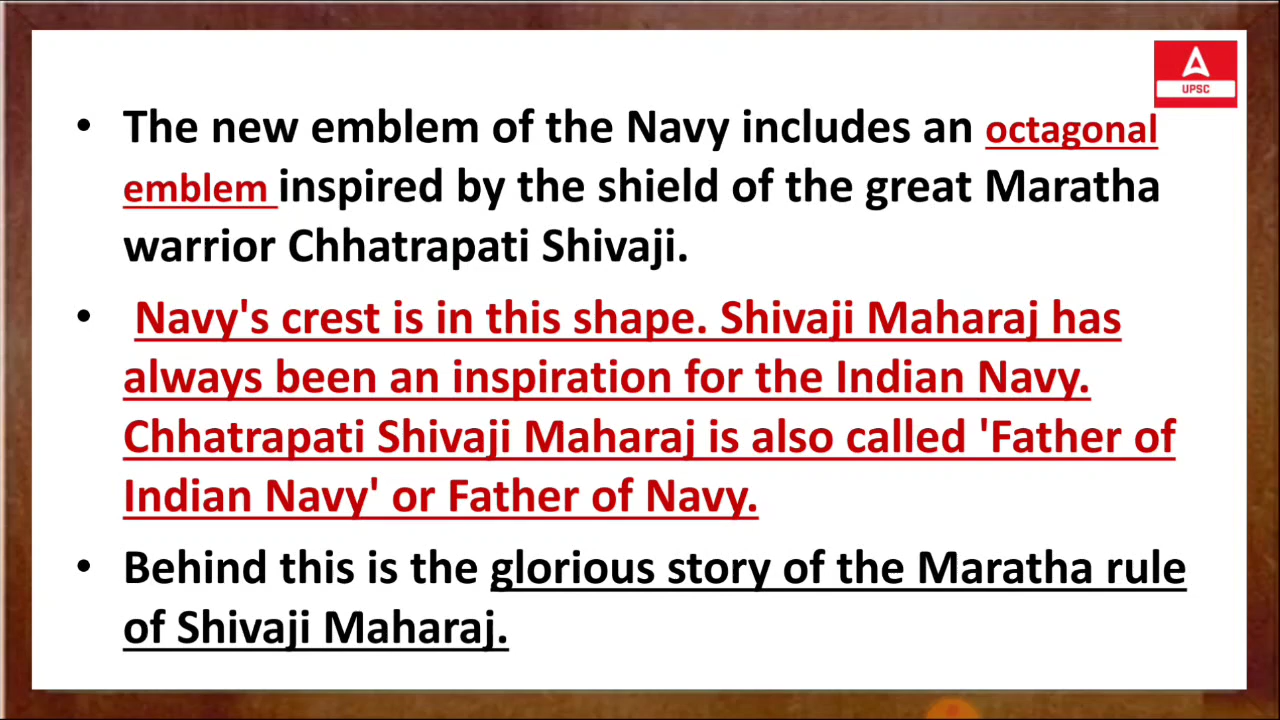 UPSC
• The new emblem of the Navy includes an octagonal
emblem inspired by the shield of the great Maratha
warrior Chhatrapati Shivaji.
• Navy's crest is in this shape. Shivaji Maharaj has
always been an inspiration for the Indian Navy.
Chhatrapati Shivaji Maharaj is also called 'Father of
Indian Navy' or Father of Navy.
• Behind this is the glorious story of the Maratha rule
of Shivaji Maharaj.